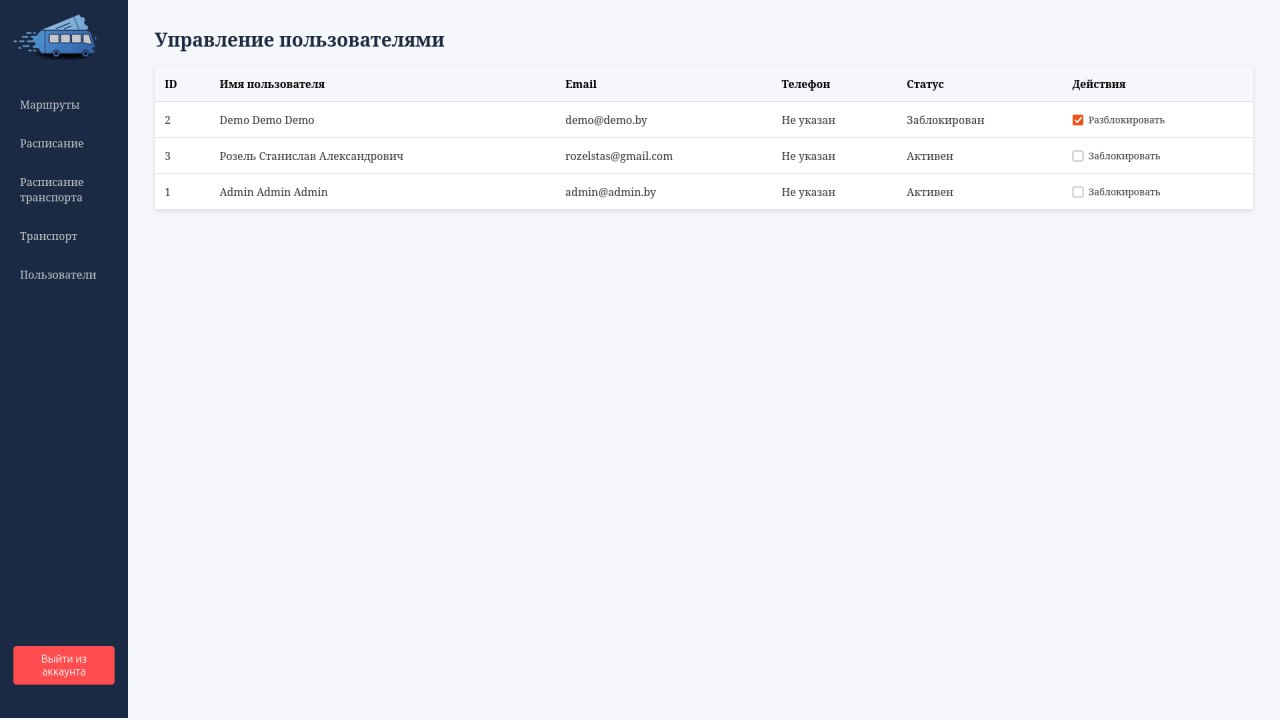 Управление пользователями
Маршруты
Расписание
Расписание
транспорта
Транспорт
Пользователи
Выйти из
аккаунта
ID Имя пользователя Email Телефон Статус Действия
2 Demo Demo Demo demo@demo.by Не указан Заблокирован Разблокировать
3 Розель Станислав Александрович rozelstas@gmail.com Не указан Активен Заблокировать
1 Admin Admin Admin admin@admin.by Не указан Активен Заблокировать